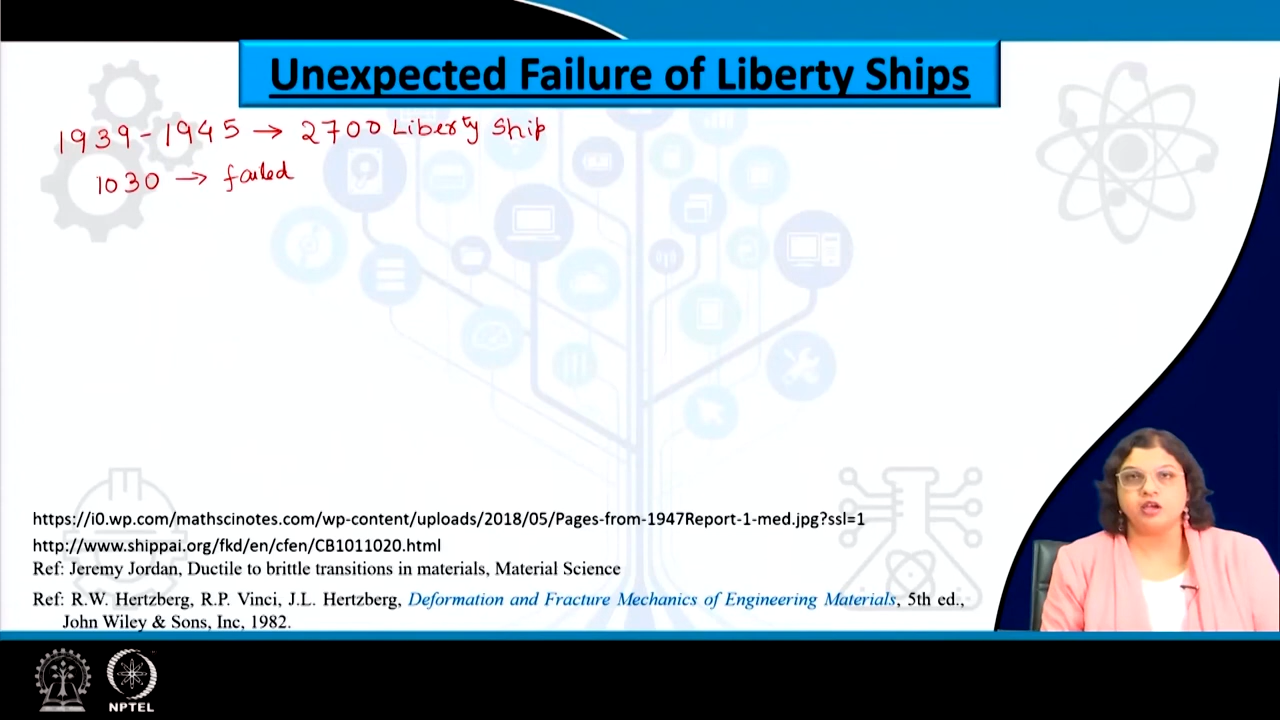 Unexpected Failure of Liberty Ships
1939-1945 → 2700 Liberty Ship
1030 → failed
https://i0.wp.com/mathscinotes.com/wp-content/uploads/2018/05/Pages-from-1947Report-1-med.jpg?ssl=1
http://www.shippai.org/fkd/en/cfen/CB1011020.html
Ref: Jeremy Jordan, Ductile to brittle transitions in materials, Material Science
Ref: R.W. Hertzberg, R.P. Vinci, J.L. Hertzberg, Deformation and Fracture Mechanics of Engineering Materials, 5th ed.,
John Wiley & Sons, Inc, 1982.
NPTEL